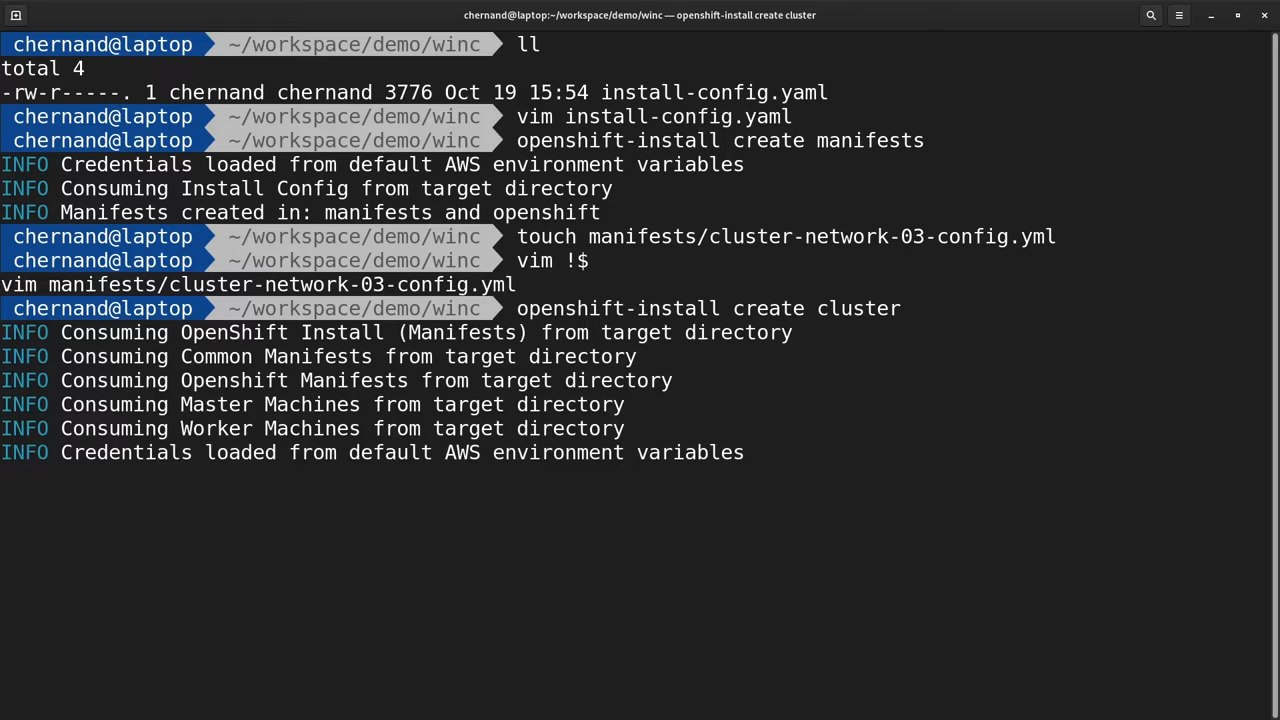 chernand@laptop:~/workspace/demo/winc — openshift-install create cluster
chernand@laptop ~/workspace/demo/winc ll
total 4
-rw-r-----. 1 chernand chernand 3776 Oct 19 15:54 install-config.yaml
chernand@laptop ~/workspace/demo/winc vim install-config.yaml
chernand@laptop ~/workspace/demo/winc openshift-install create manifests
INFO Credentials loaded from default AWS environment variables
INFO Consuming Install Config from target directory
INFO Manifests created in: manifests and openshift
chernand@laptop ~/workspace/demo/winc touch manifests/cluster-network-03-config.yml
chernand@laptop ~/workspace/demo/winc vim !$
vim manifests/cluster-network-03-config.yml
chernand@laptop ~/workspace/demo/winc openshift-install create cluster
INFO Consuming OpenShift Install (Manifests) from target directory
INFO Consuming Common Manifests from target directory
INFO Consuming Openshift Manifests from target directory
INFO Consuming Master Machines from target directory
INFO Consuming Worker Machines from target directory
INFO Credentials loaded from default AWS environment variables